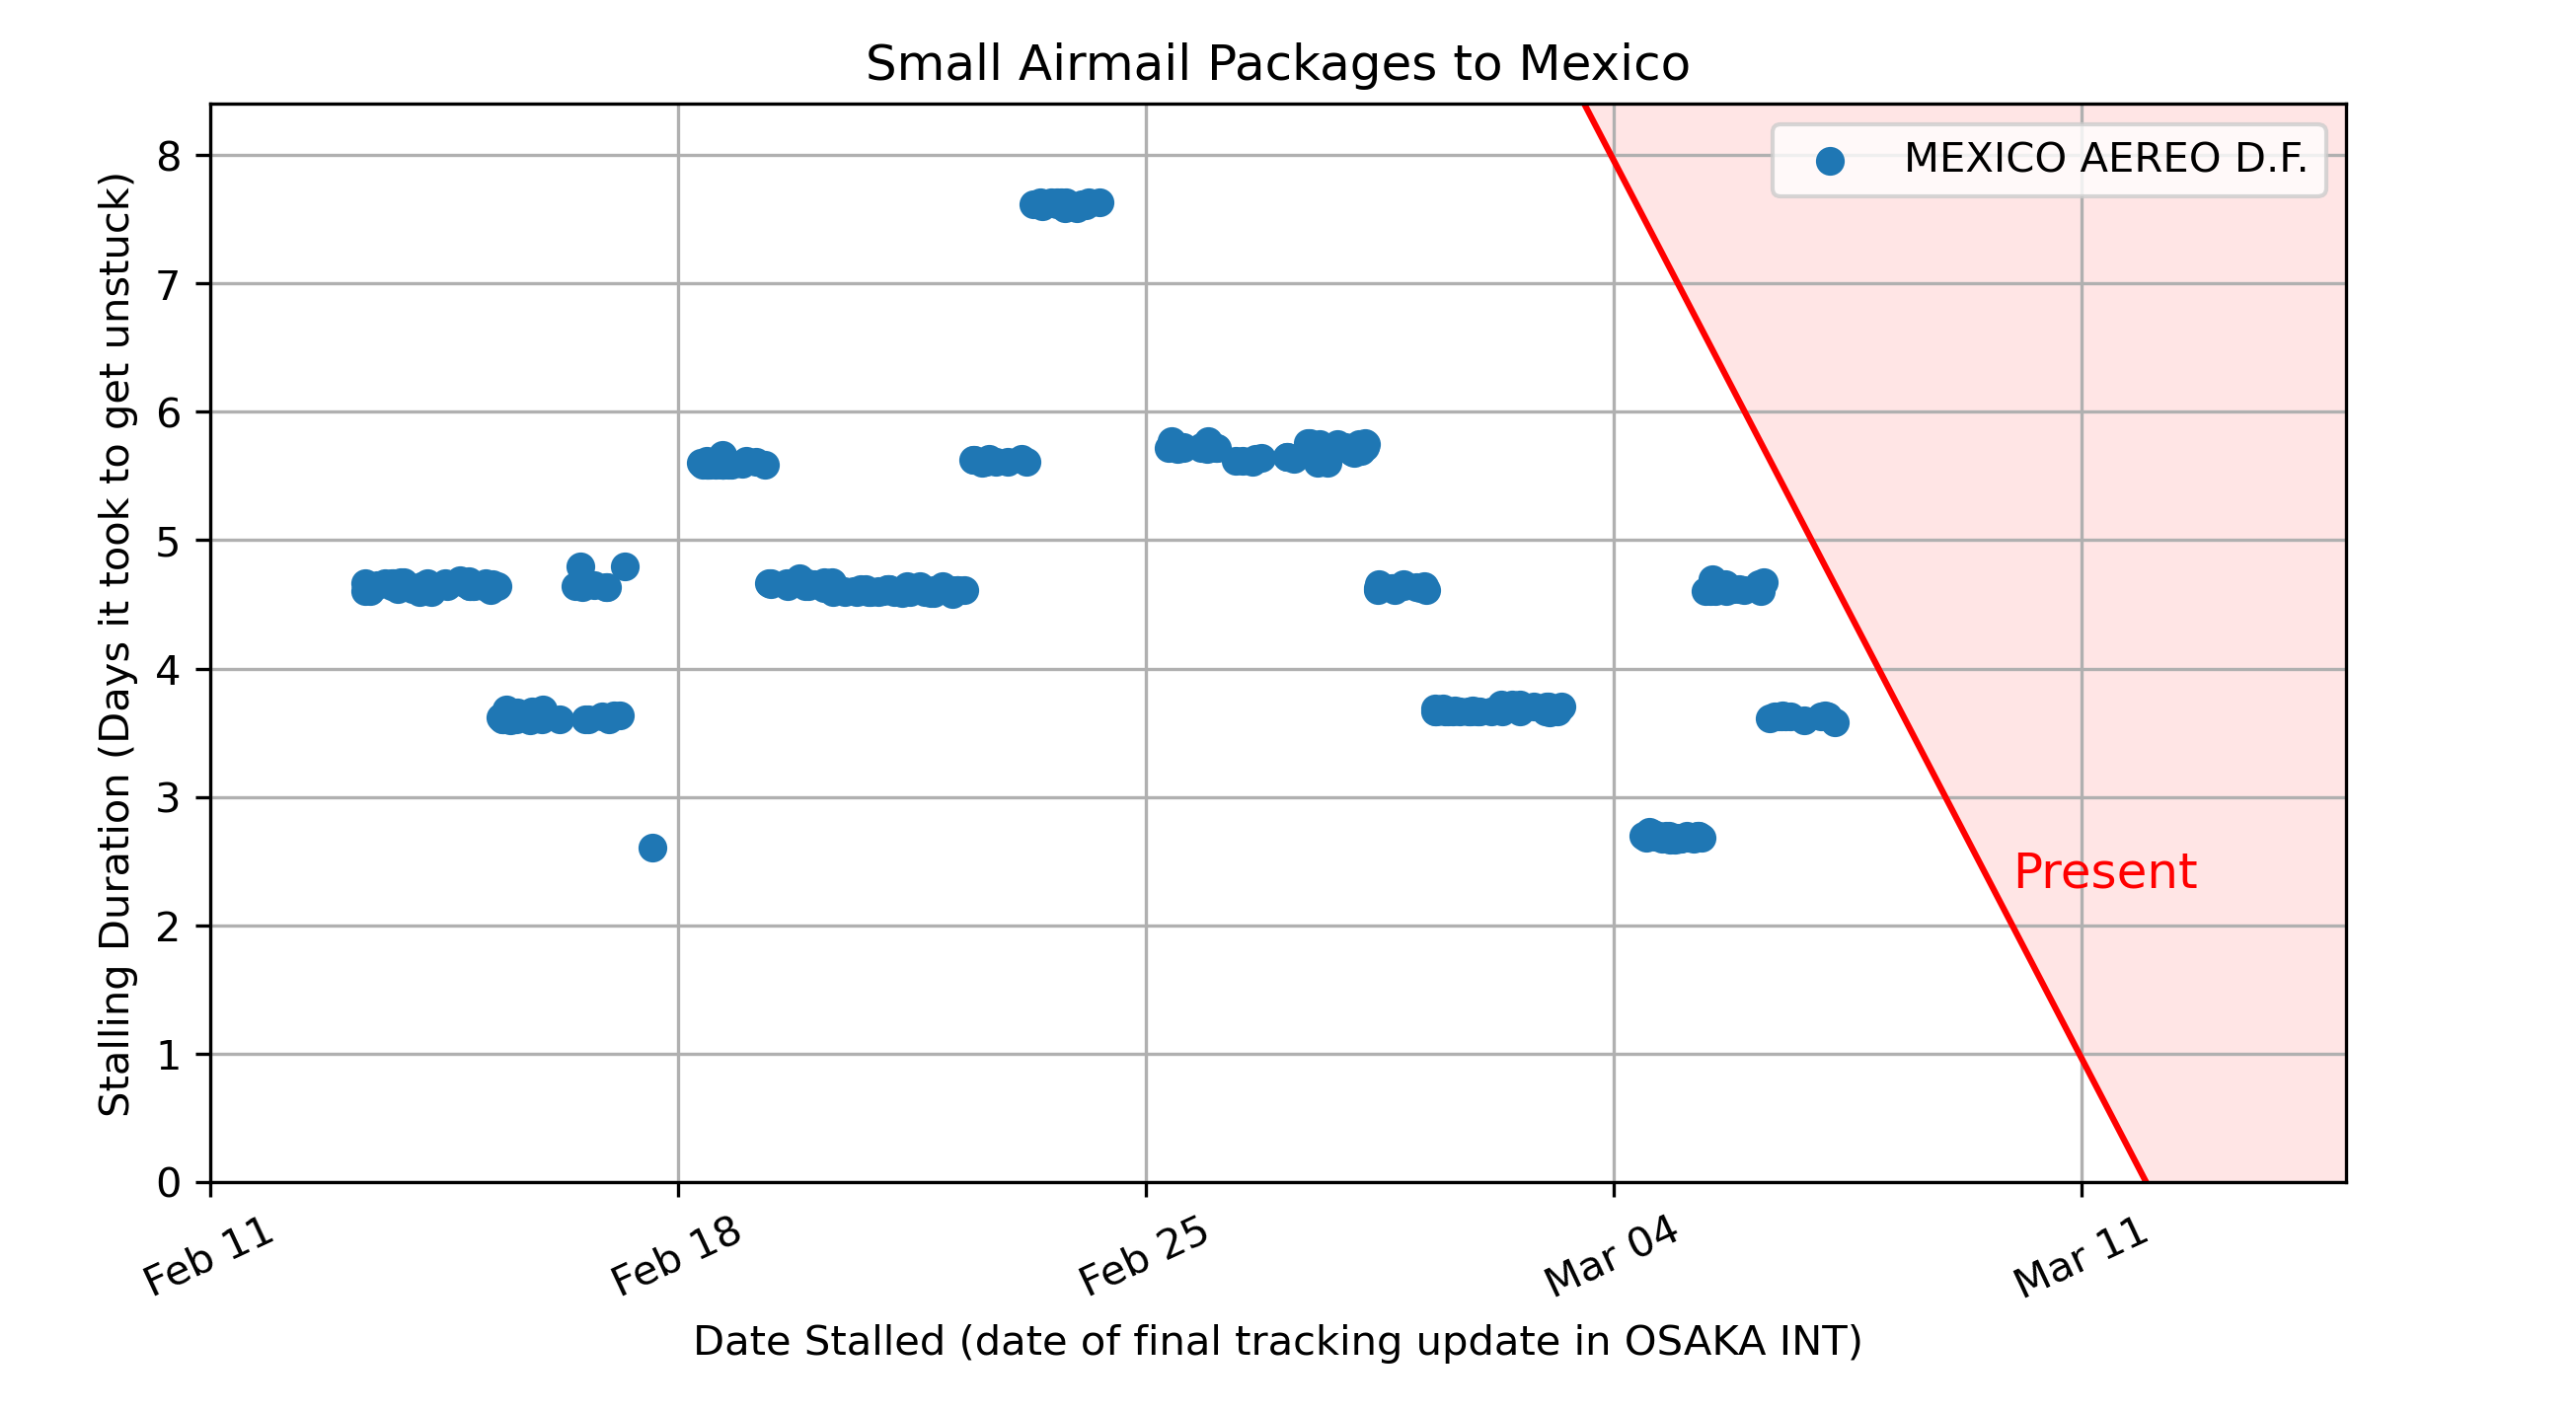 Small Airmail Packages to Mexico
MEXICO AEREO D.F.
Stalling Duration (Days it took to get unstuck)
8
7
6
5
4
3
2
1
0
Present
Feb 11
Feb 18
Feb 25
Mar 04
Mar 11
Date Stalled (date of final tracking update in OSAKA INT)